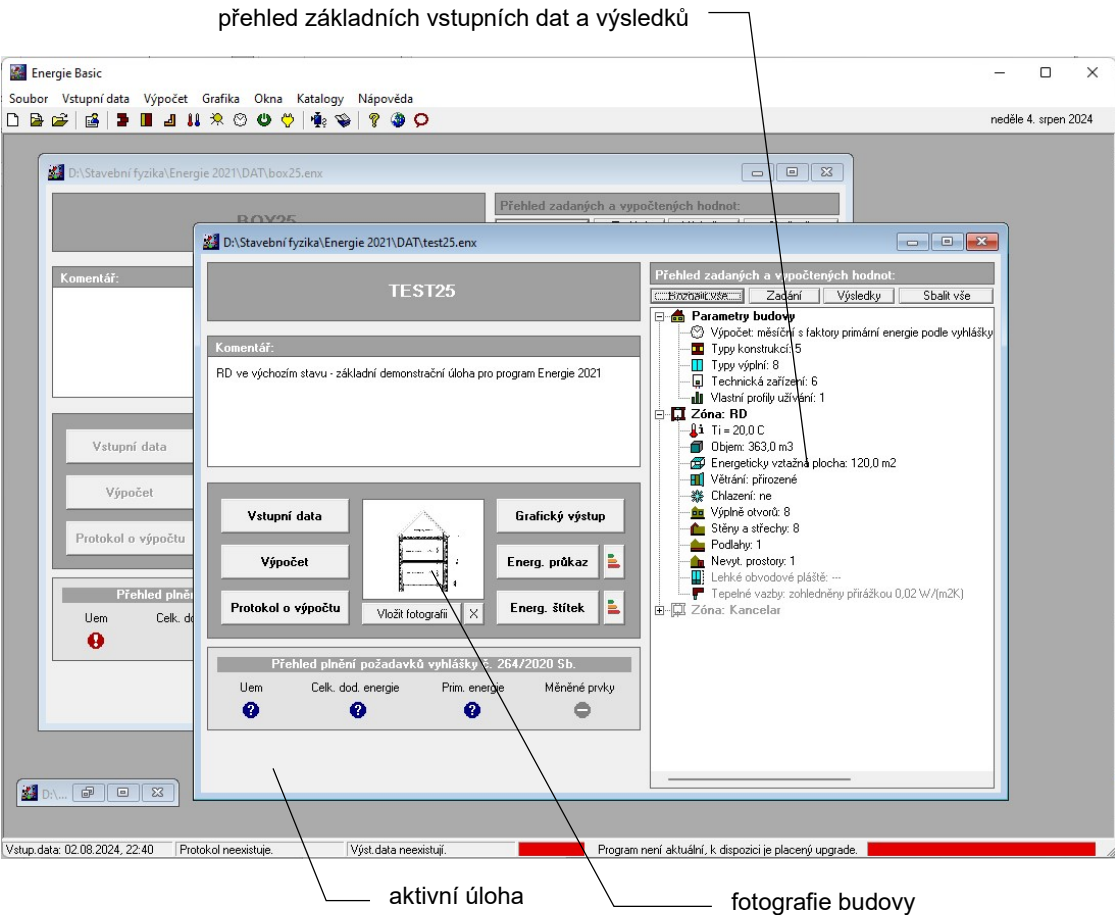 přehled základních vstupních dat a výsledků
Energie Basic
Soubor Vstupní data Výpočet Grafika Okna Katalogy Nápověda
neděle 4. srpen 2024
D:\Stavební fyzika\Energie 2021\DAT\box25.enx
BOX25
Přehled zadaných a vypočtených hodnot:
Komentář:
Vstupní data
Výpočet
Protokol o výpočtu
Uem
D:\Stavební fyzika\Energie 2021\DAT\test25.enx
TEST25
Komentář:
RD ve výchozím stavu - základní demonstrační úloha pro program Energie 2021
Vstupní data
Grafický výstup
Výpočet
Energ. průkaz
Protokol o výpočtu
Vložit fotografii X
Energ. štítek
Přehled plnění požadavků vyhlášky č. 264/2020 Sb.
Uem Celk. dod. energie Prim. energie Měněné prvky
Přehled zadaných a vypočtených hodnot:
Rozbalit vše Zadání Výsledky Sbalit vše
Parametry budovy
Výpočet: měsíční s faktory primární energie podle vyhlášky
Typy konstrukcí: 5
Typy výplní: 8
Technická zařízení: 6
Vlastní profily užívání: 1
Zóna: RD
Ti = 20,0 C
Objem: 363,0 m3
Energeticky vztažná plocha: 120,0 m2
Větrání: přirozené
Chlazení: ne
Výplně otvorů: 8
Stěny a střechy: 8
Podlahy: 1
Nevyt. prostory: 1
Lehké obvodové pláště: ---
Tepelné vazby: zohledněny přirážkou 0,02 W/(m2K)
Zóna: Kancelar
D:\...
Vstup.data: 02.08.2024, 22:40 Protokol neexistuje. Výst.data neexistují. Program není aktuální, k dispozici je placený upgrade.
aktivní úloha
fotografie budovy